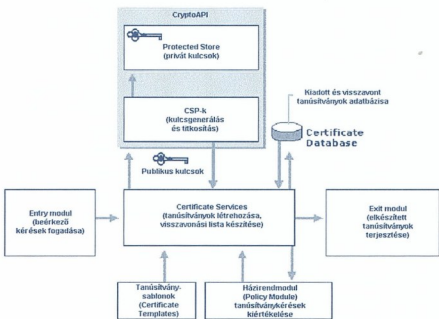 CryptoAPI
Protected Store
(privát kulcsok)
CSP-k
(kulcsgenerálás
és titkosítás)
Publikus kulcsok
Kiadott és visszavont
tanúsítványok adatbázisa
Certificate
Database
Entry modul
(beérkező
kérések fogadása)
Certificate Services
(tanúsítványok létrehozása,
visszavonási lista készítése)
Exit modul
(elkészített
tanúsítványok
terjesztése)
Tanúsítvány-
sablonok
(Certificate
Templates)
Házirendmodul
(Policy Module)
tanúsítványkérések
kiértékelése